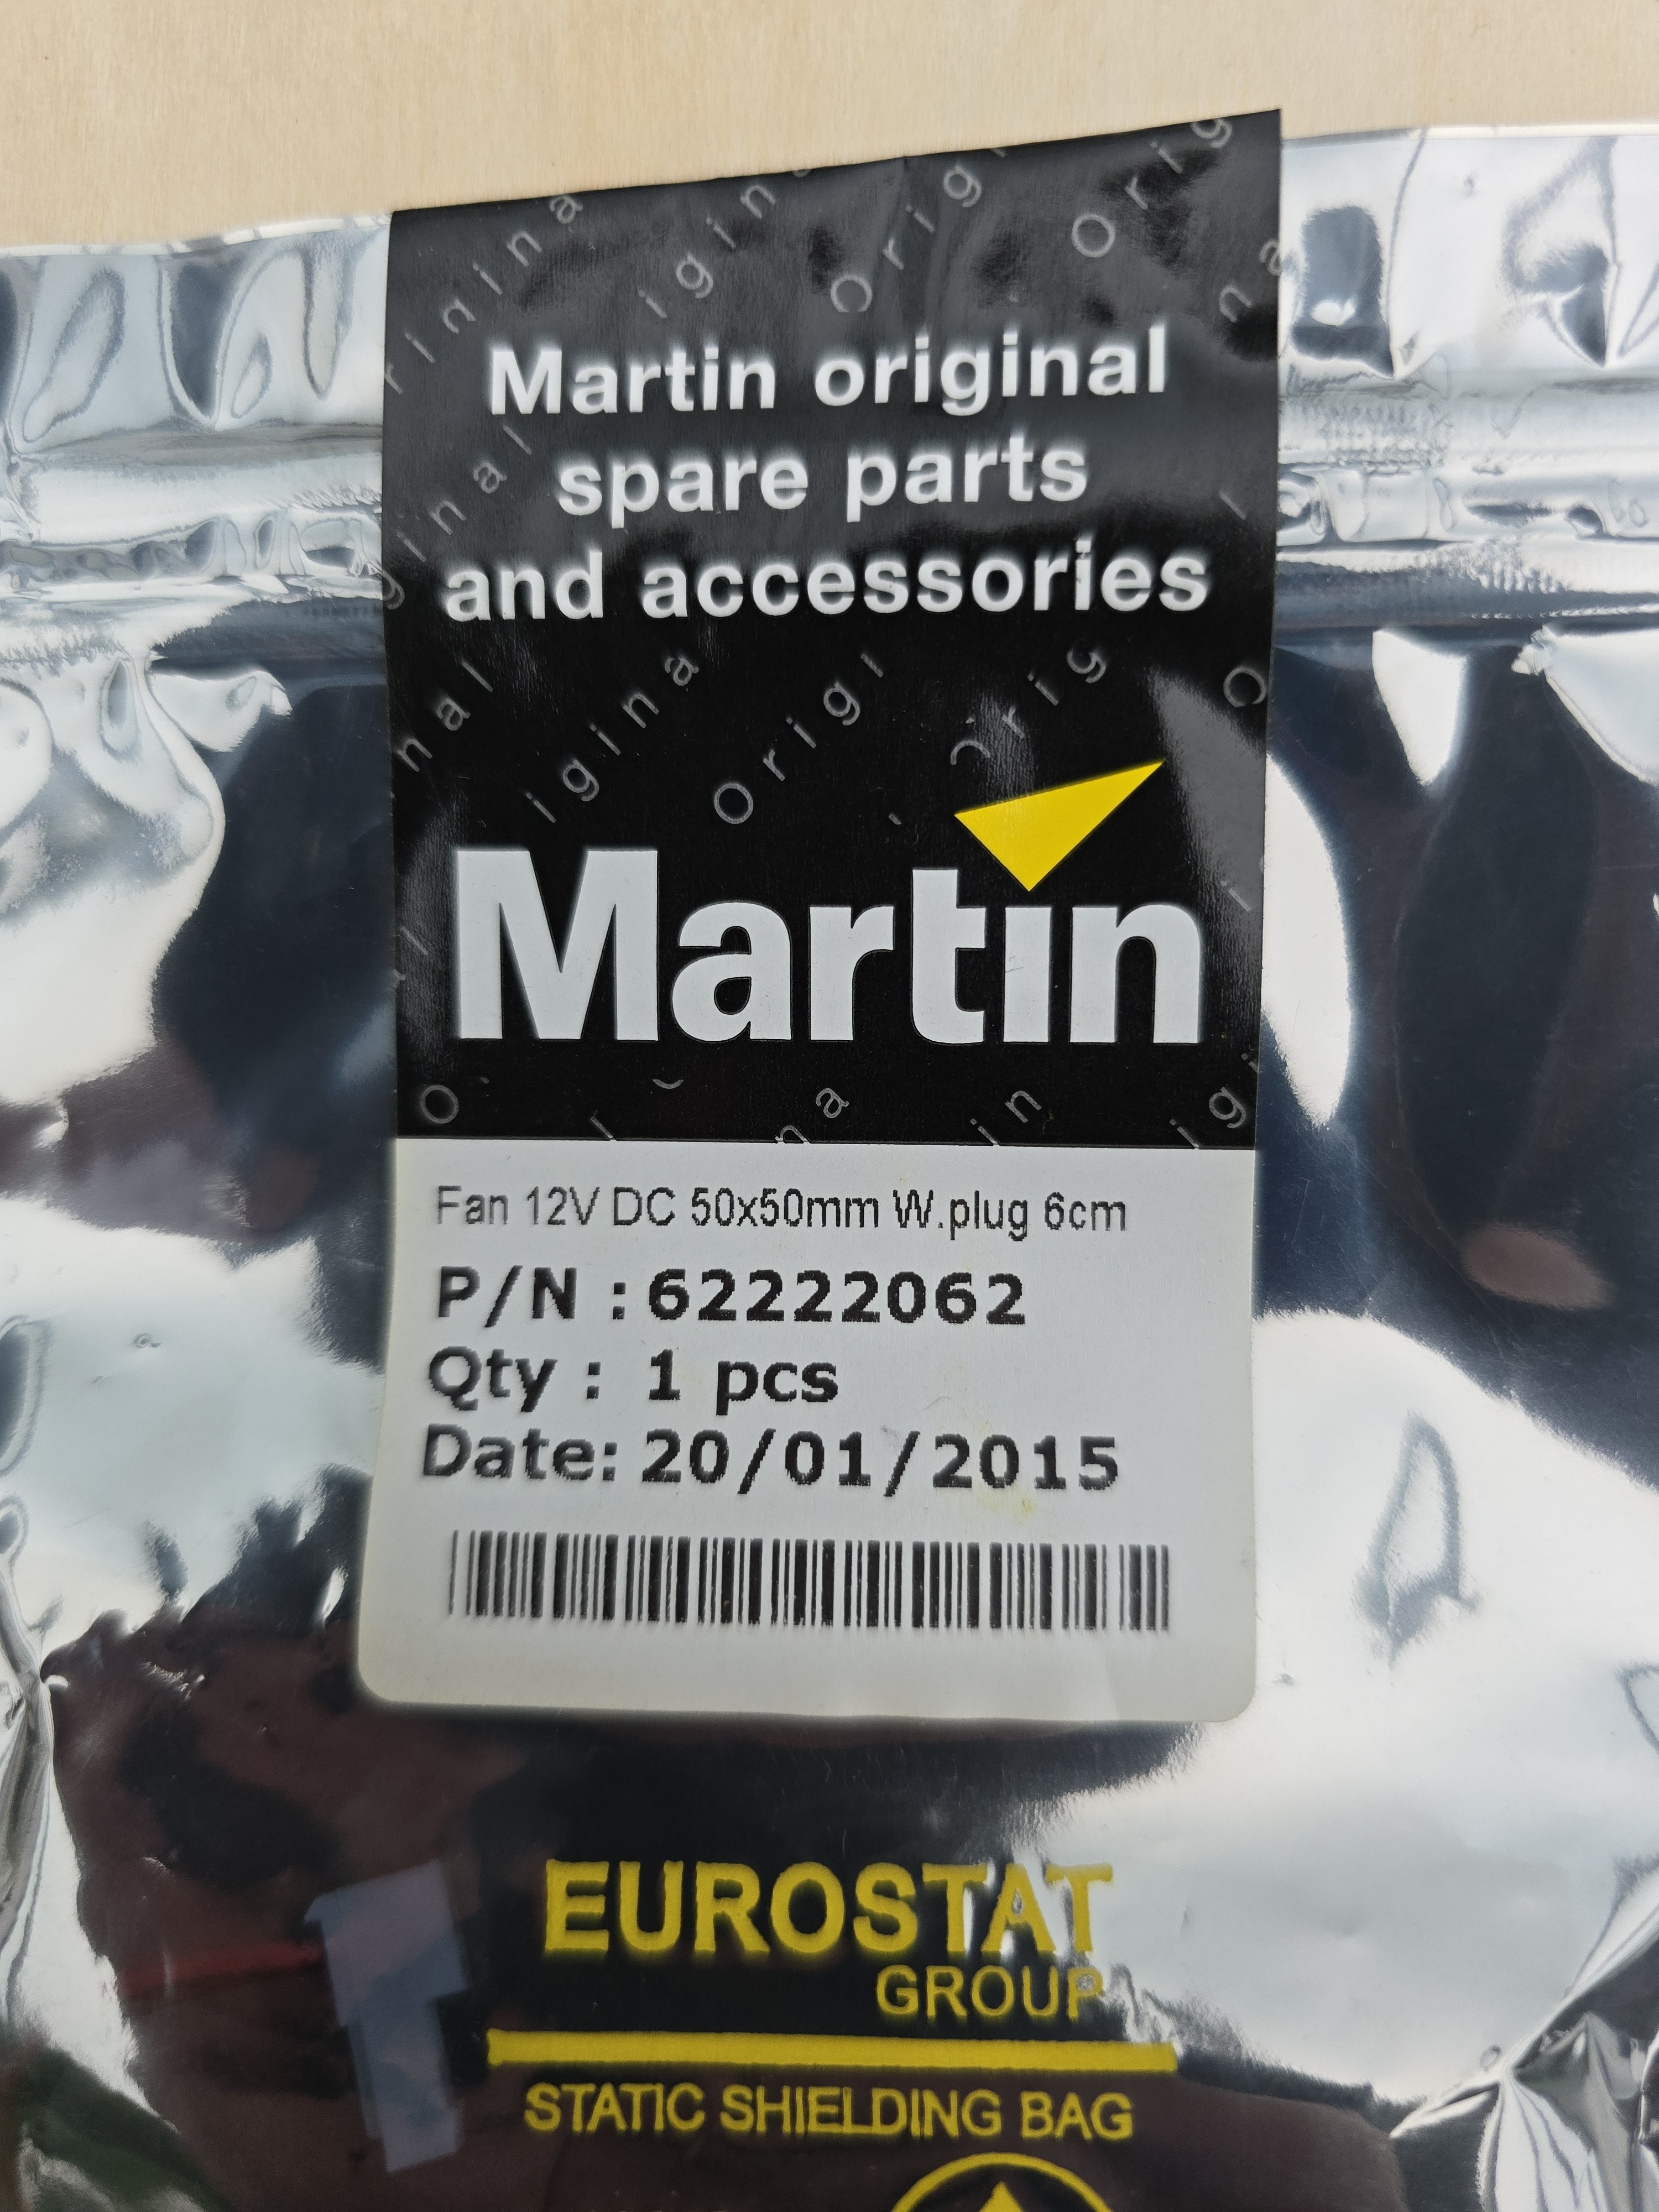 Martin original
spare parts
and accessories
Martin
Fan 12V DC 50x50mm W.plug 6cm
P/N : 62222062
Qty : 1 pcs
Date: 20/01/2015
EUROSTAT
GROUP
STATIC SHIELDING BAG